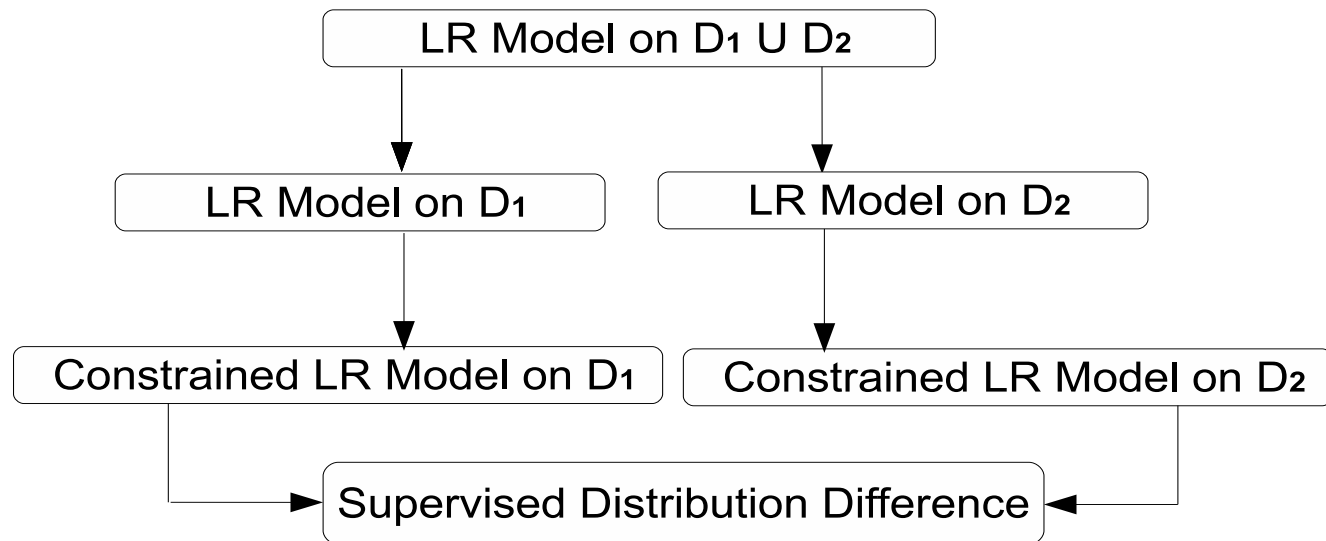 LR Model on D1 U D2
LR Model on D1
LR Model on D2
Constrained LR Model on D1
Constrained LR Model on D2
Supervised Distribution Difference